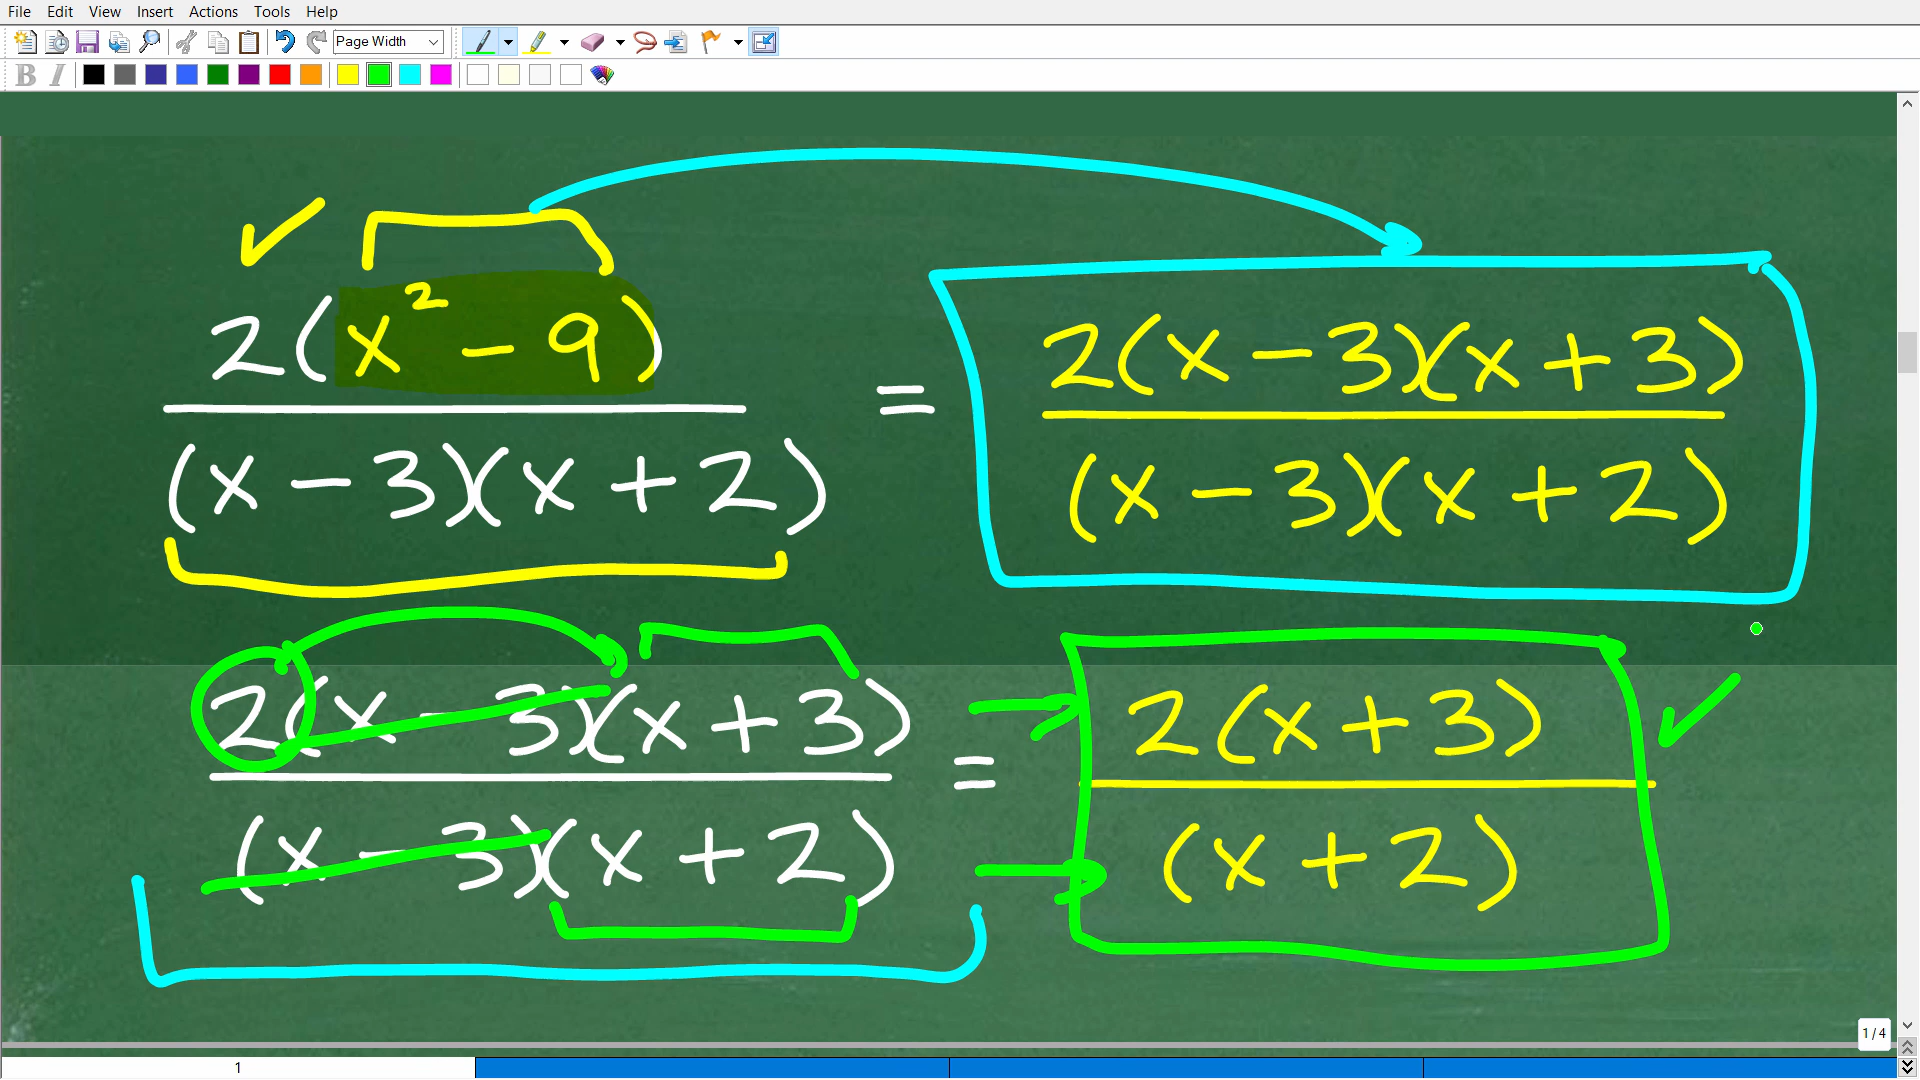 File Edit View Insert Actions Tools Help
Page Width
B I
2(x² - 9) / (x - 3)(x + 2) = 2(x - 3)(x + 3) / (x - 3)(x + 2)
2(x - 3)(x + 3) / (x - 3)(x + 2) = 2(x + 3) / (x + 2)
1 / 4
1